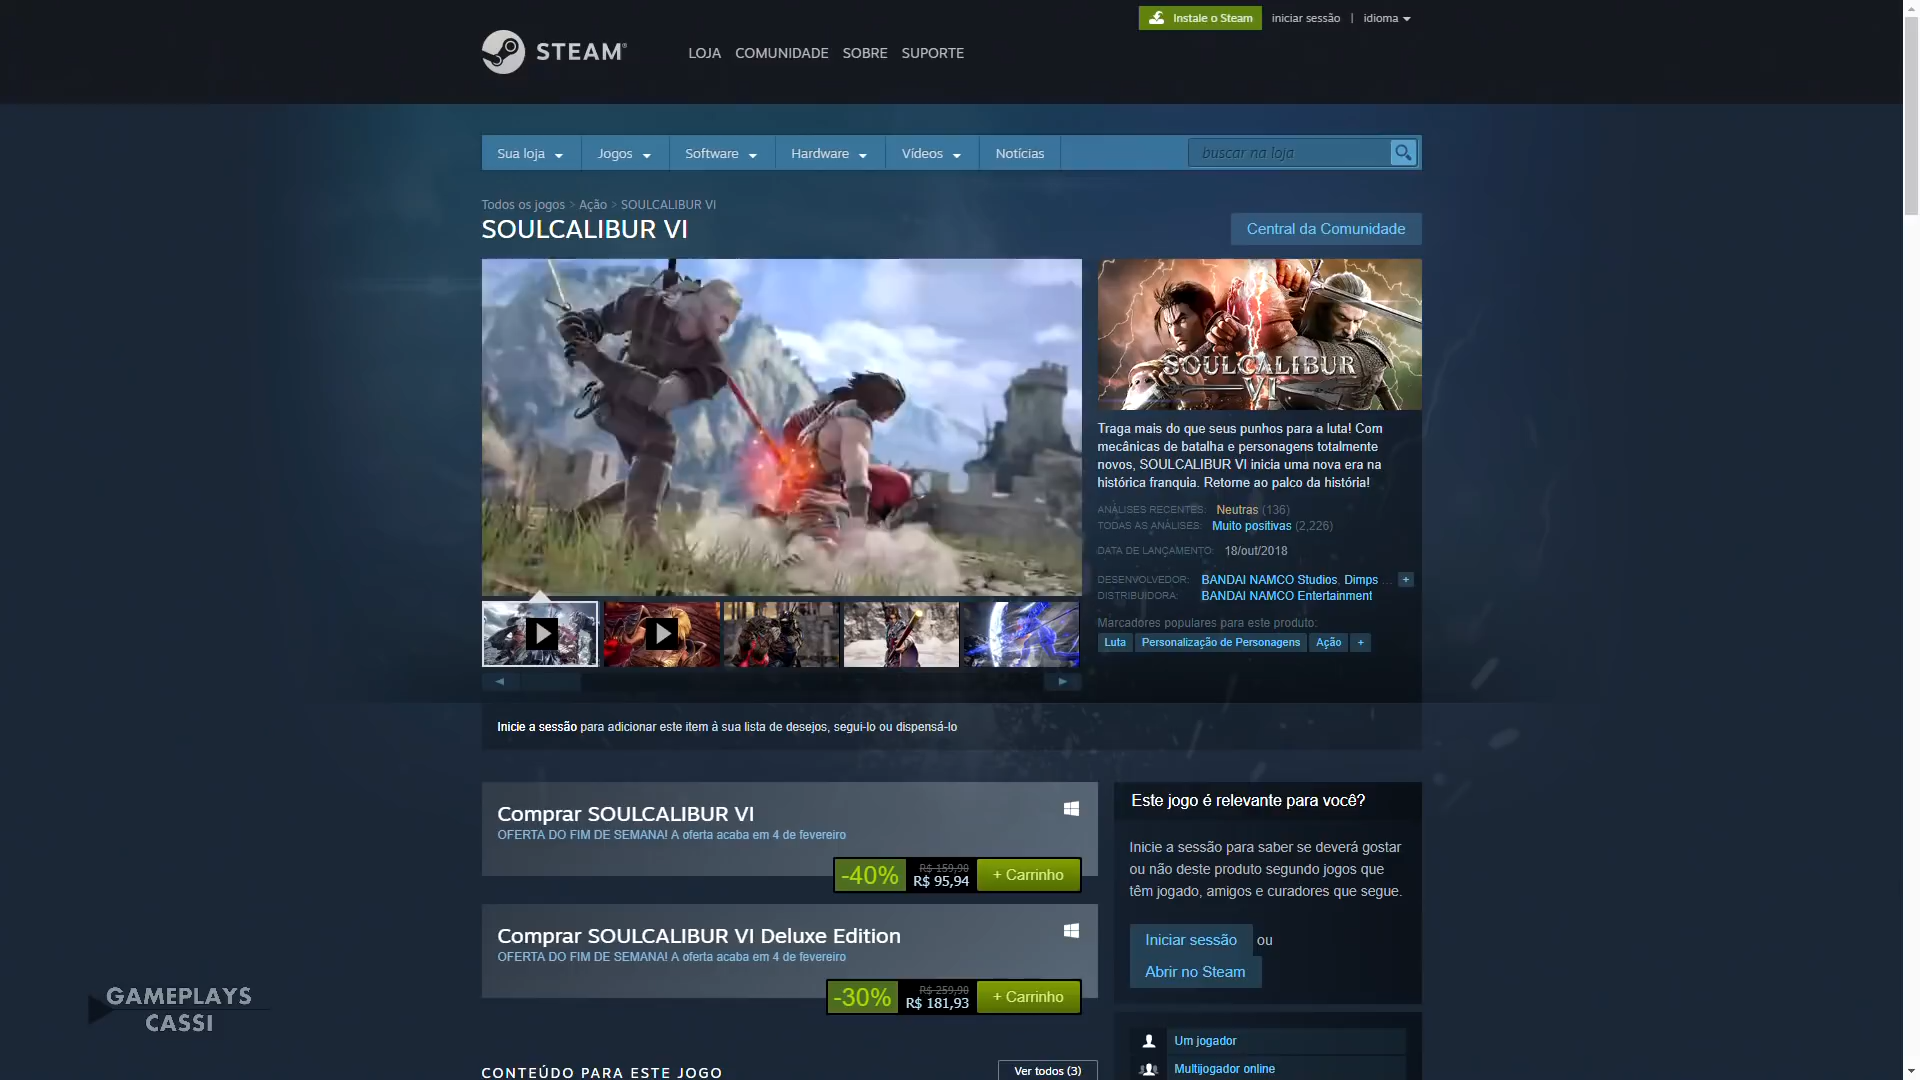 Instale o Steam
iniciar sessão | idioma
STEAM®
LOJA COMUNIDADE SOBRE SUPORTE
Sua loja Jogos Software Hardware Vídeos Notícias
buscar na loja
Todos os jogos > Ação > SOULCALIBUR VI
SOULCALIBUR VI
Central da Comunidade
SOULCALIBUR
VI
Traga mais do que seus punhos para a luta! Com
mecânicas de batalha e personagens totalmente
novos, SOULCALIBUR VI inicia uma nova era na
histórica franquia. Retorne ao palco da história!
ANÁLISES RECENTES: Neutras (136)
TODAS AS ANÁLISES: Muito positivas (2,226)
DATA DE LANÇAMENTO: 18/out/2018
DESENVOLVEDOR: BANDAI NAMCO Studios, Dimps ... +
DISTRIBUIDORA: BANDAI NAMCO Entertainment
Marcadores populares para este produto:
Luta Personalização de Personagens Ação +
Inicie a sessão para adicionar este item à sua lista de desejos, segui-lo ou dispensá-lo
Comprar SOULCALIBUR VI
OFERTA DO FIM DE SEMANA! A oferta acaba em 4 de fevereiro
-40% R$ 159,90
R$ 95,94
+ Carrinho
Comprar SOULCALIBUR VI Deluxe Edition
OFERTA DO FIM DE SEMANA! A oferta acaba em 4 de fevereiro
-30% R$ 259,90
R$ 181,93
+ Carrinho
CONTEÚDO PARA ESTE JOGO
Ver todos (3)
Este jogo é relevante para você?
Inicie a sessão para saber se deverá gostar
ou não deste produto segundo jogos que
têm jogado, amigos e curadores que segue.
Iniciar sessão ou
Abrir no Steam
Um jogador
Multijogador online
GAMEPLAYS
CASSI